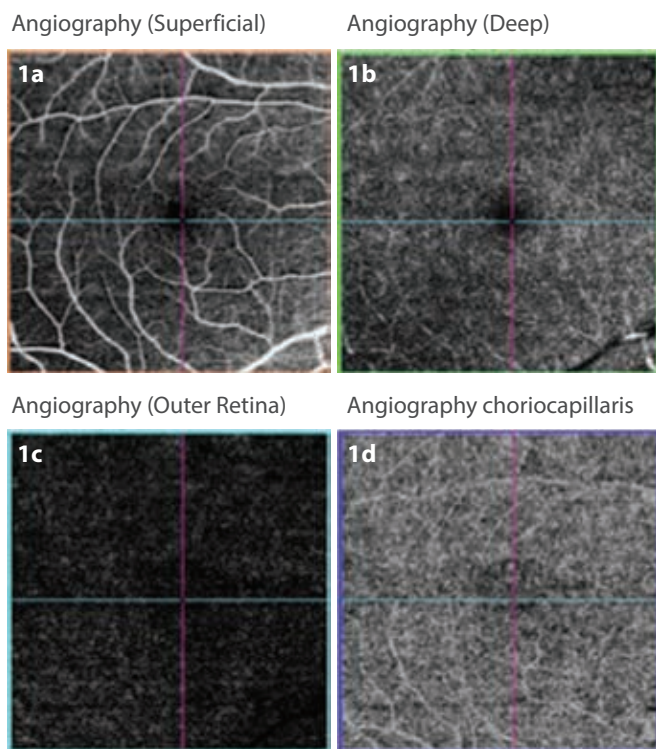 Angiography (Superficial)
Angiography (Deep)
1a
1b
Angiography (Outer Retina)
Angiography choriocapillaris
1c
1d